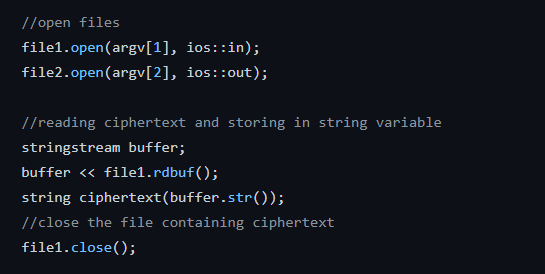 //open files
file1.open(argv[1], ios::in);
file2.open(argv[2], ios::out);
//reading ciphertext and storing in string variable
stringstream buffer;
buffer << file1.rdbuf();
string ciphertext(buffer.str());
//close the file containing ciphertext
file1.close();